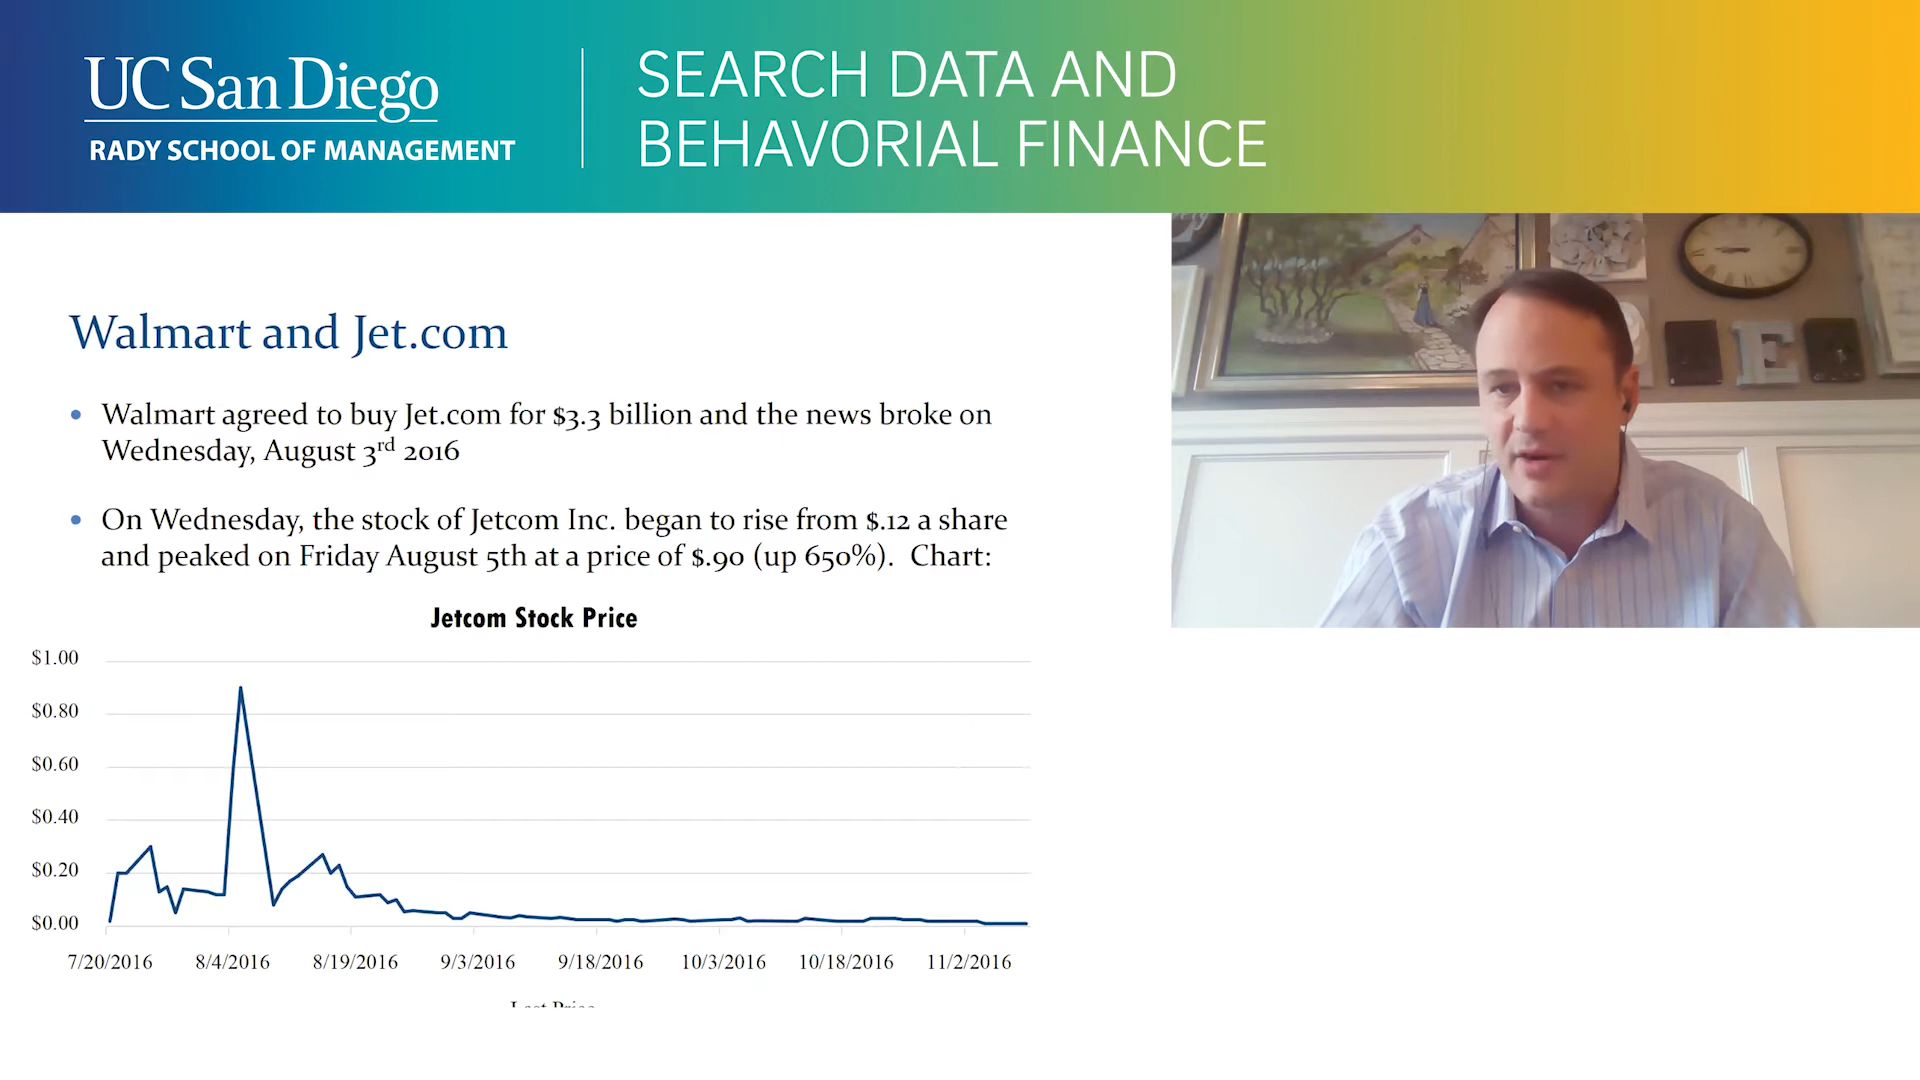 UC San Diego
RADY SCHOOL OF MANAGEMENT
SEARCH DATA AND
BEHAVORIAL FINANCE
Walmart and Jet.com
• Walmart agreed to buy Jet.com for $3.3 billion and the news broke on
Wednesday, August 3rd 2016
• On Wednesday, the stock of Jetcom Inc. began to rise from $.12 a share
and peaked on Friday August 5th at a price of $.90 (up 650%).  Chart:
Jetcom Stock Price
$1.00
$0.80
$0.60
$0.40
$0.20
$0.00
7/20/2016 8/4/2016 8/19/2016 9/3/2016 9/18/2016 10/3/2016 10/18/2016 11/2/2016
E